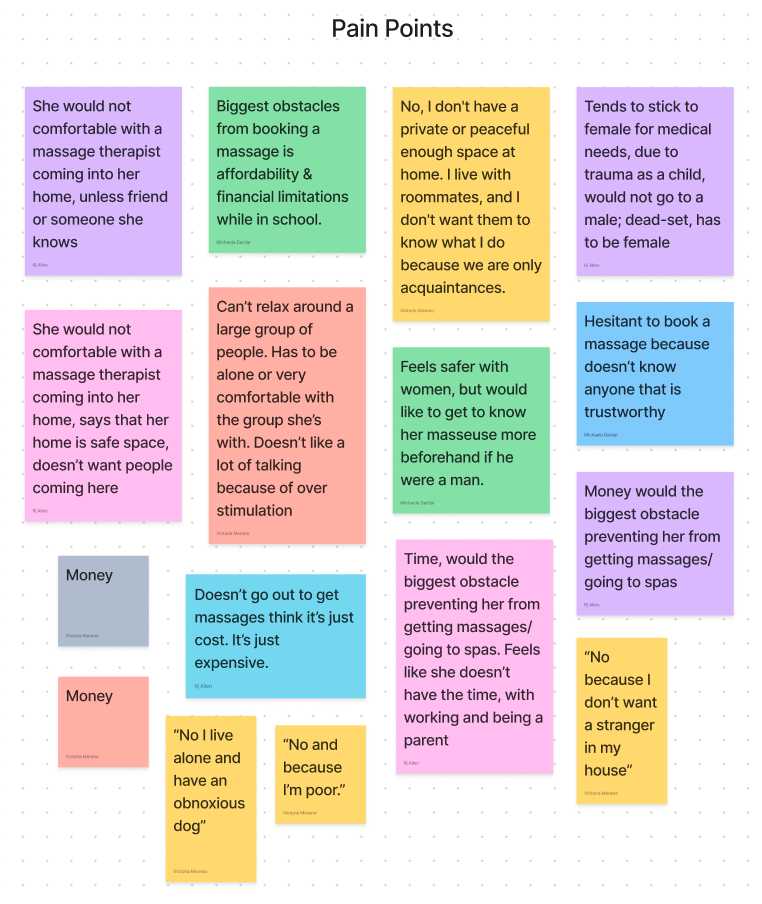 Pain Points
She would not
comfortable with a
massage therapist
coming into her
home, unless friend
or someone she
knows
Rj Allen
Biggest obstacles
from booking a
massage is
affordability &
financial limitations
while in school.
Michaela Dantar
No, I don't have a
private or peaceful
enough space at
home. I live with
roommates, and I
don't want them to
know what I do
because we are only
acquaintances.
Victoria Moreno
Tends to stick to
female for medical
needs, due to
trauma as a child,
would not go to a
male; dead-set, has
to be female
Rj Allen
She would not
comfortable with a
massage therapist
coming into her
home, says that her
home is safe space,
doesn’t want people
coming here
Rj Allen
Can’t relax around a
large group of
people. Has to be
alone or very
comfortable with
the group she’s
with. Doesn’t like a
lot of talking
because of over
stimulation
Victoria Moreno
Feels safer with
women, but would
like to get to know
her masseuse more
beforehand if he
were a man.
Michaela Dantar
Hesitant to book a
massage because
doesn’t know
anyone that is
trustworthy
Michaela Dantar
Money would the
biggest obstacle
preventing her from
getting massages/
going to spas
Rj Allen
Money
Victoria Moreno
Doesn’t go out to get
massages think it’s just
cost. It’s just
expensive.
Rj Allen
Time, would the
biggest obstacle
preventing her from
getting massages/
going to spas. Feels
like she doesn’t
have the time, with
working and being a
parent
Rj Allen
“No
because I
don’t want
a stranger
in my
house”
Victoria Moreno
Money
Victoria Moreno
“No I live
alone and
have an
obnoxious
dog”
Victoria Moreno
“No and
because
I’m poor.”
Victoria Moreno